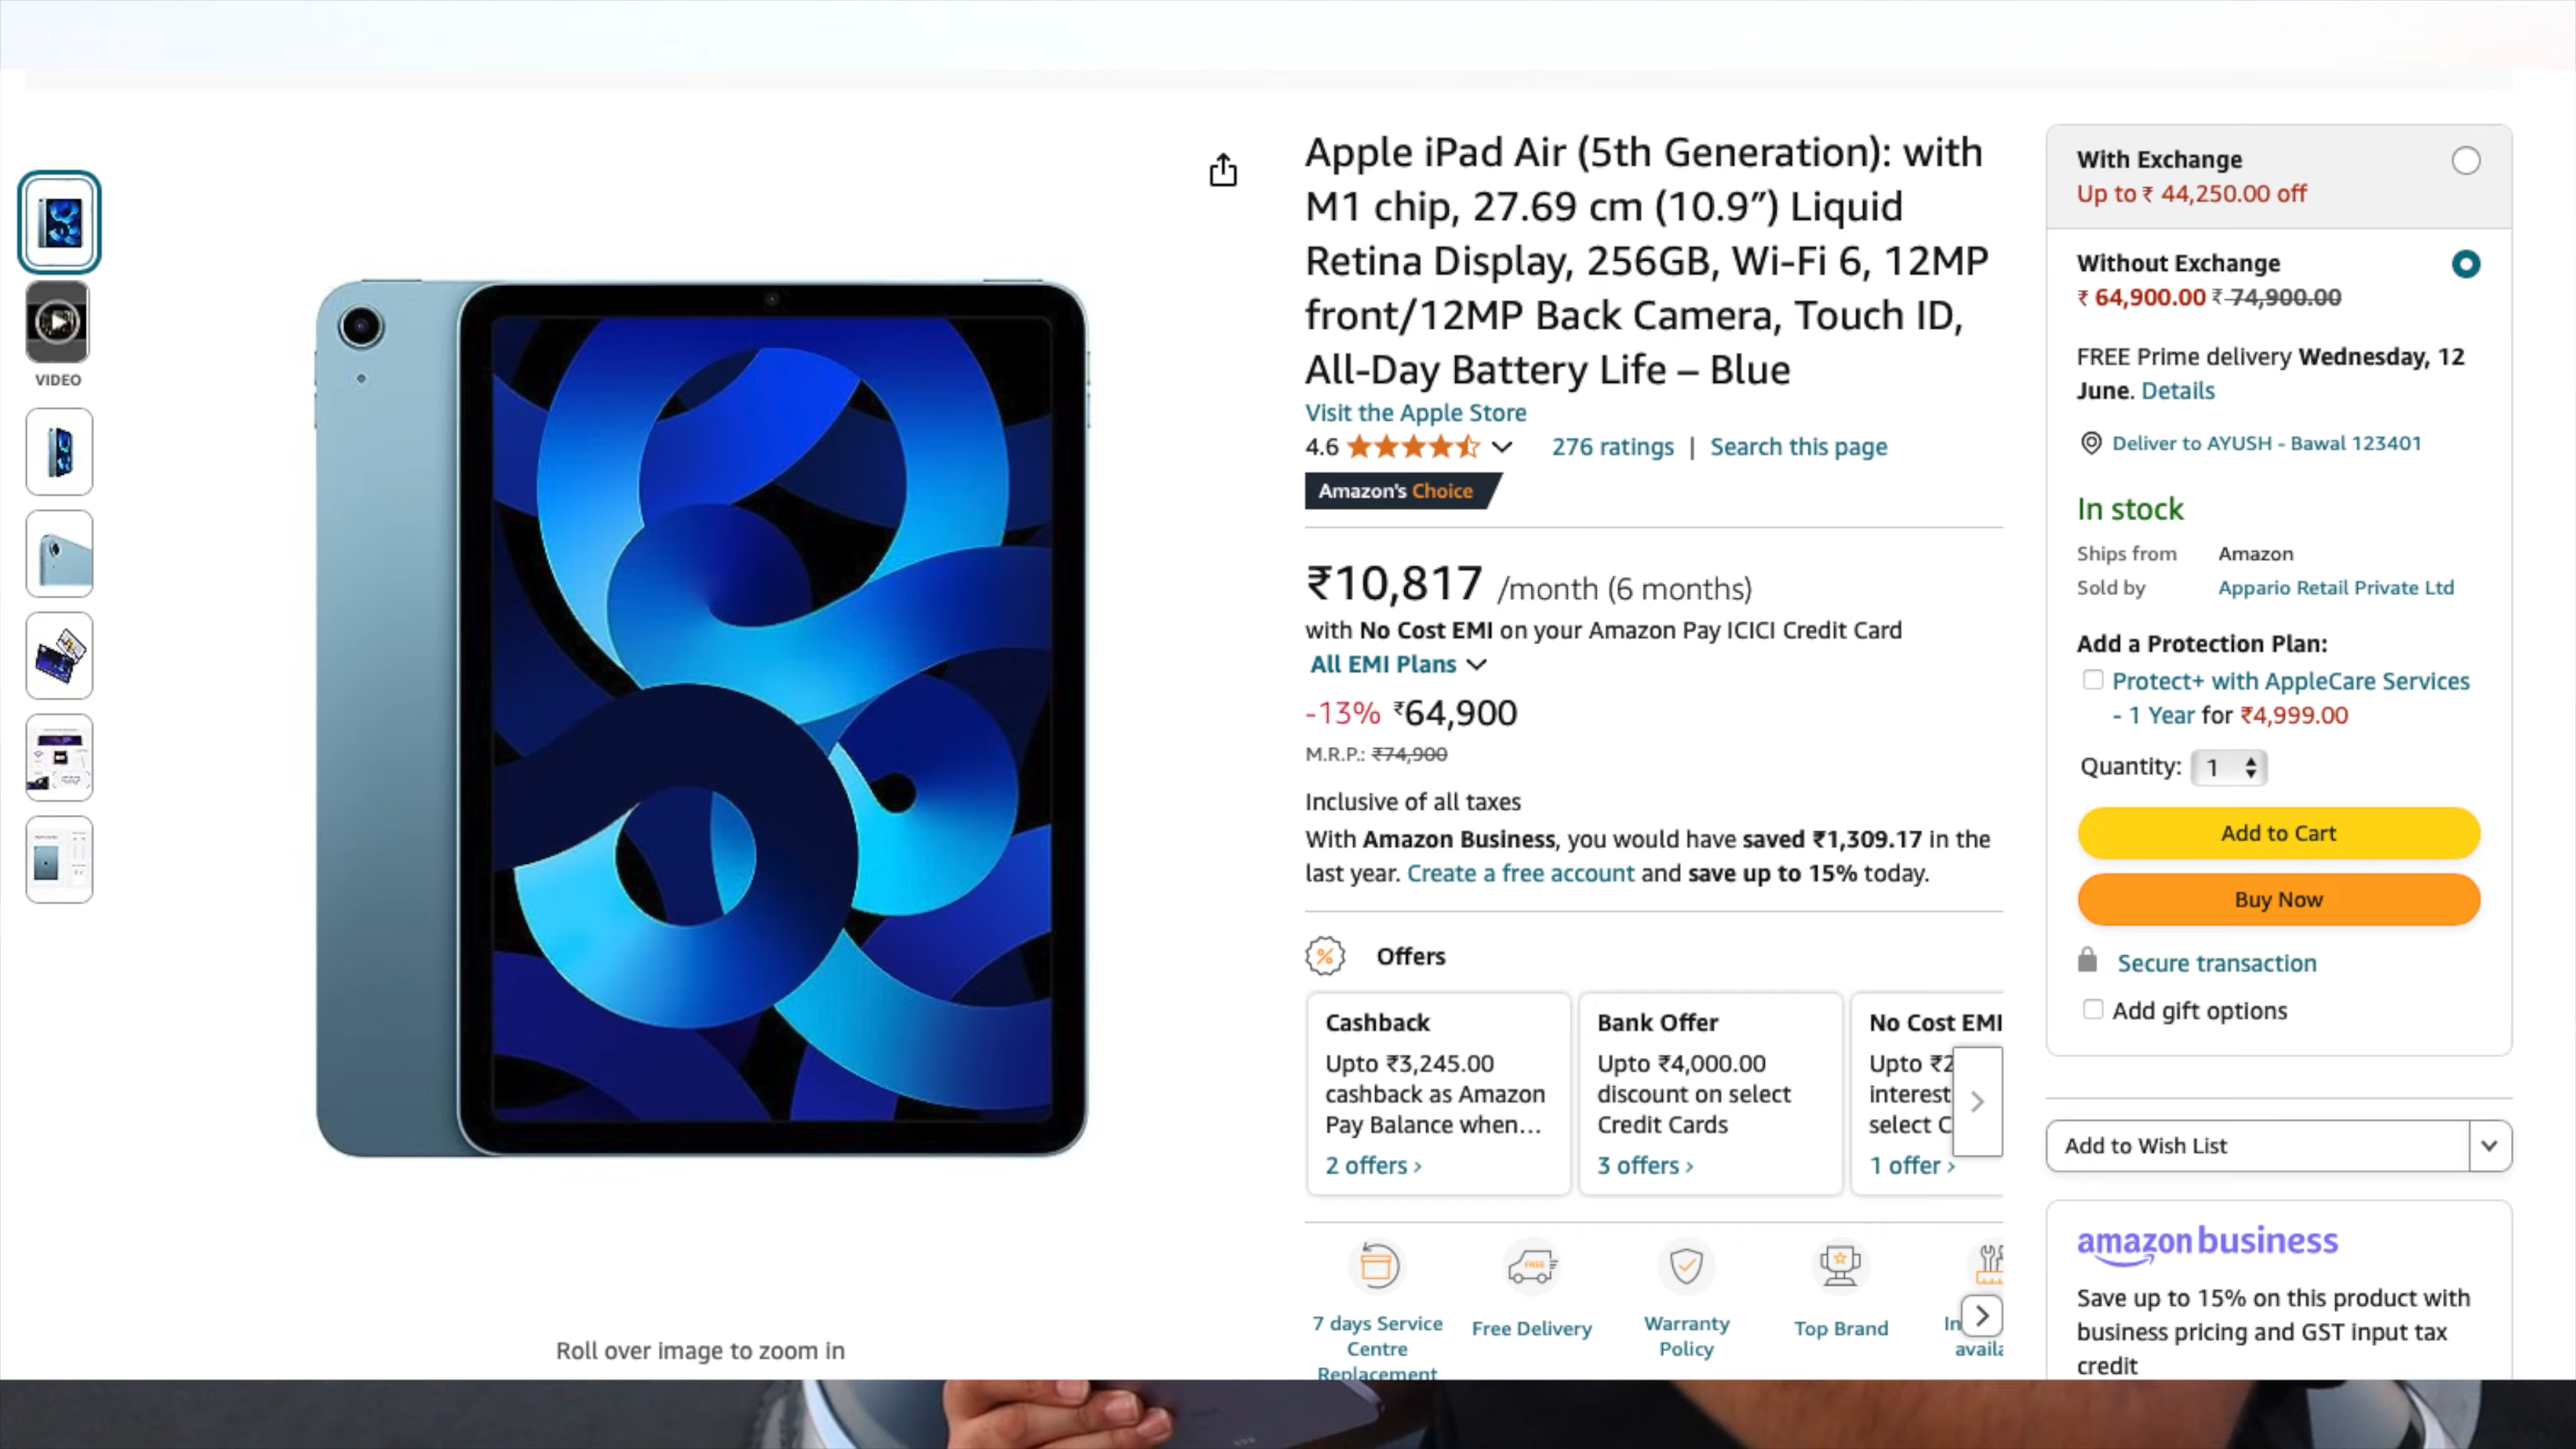 VIDEO
Roll over image to zoom in
Apple iPad Air (5th Generation): with
M1 chip, 27.69 cm (10.9″) Liquid
Retina Display, 256GB, Wi-Fi 6, 12MP
front/12MP Back Camera, Touch ID,
All-Day Battery Life – Blue
Visit the Apple Store
4.6 276 ratings | Search this page
Amazon's Choice
₹10,817 /month (6 months)
with No Cost EMI on your Amazon Pay ICICI Credit Card
All EMI Plans
-13% ₹64,900
M.R.P.: ₹74,900
Inclusive of all taxes
With Amazon Business, you would have saved ₹1,309.17 in the
last year. Create a free account and save up to 15% today.
% Offers
Cashback
Upto ₹3,245.00
cashback as Amazon
Pay Balance when...
2 offers ›
Bank Offer
Upto ₹4,000.00
discount on select
Credit Cards
3 offers ›
No Cost EMI
Upto ₹2
interest
select C
1 offer ›
7 days Service
Centre
Replacement
FREE
Free Delivery
Warranty
Policy
Top Brand
In
availa
With Exchange
Up to ₹ 44,250.00 off
Without Exchange
₹ 64,900.00 ₹ 74,900.00
FREE Prime delivery Wednesday, 12
June. Details
Deliver to AYUSH - Bawal 123401
In stock
Ships from Amazon
Sold by Appario Retail Private Ltd
Add a Protection Plan:
Protect+ with AppleCare Services
- 1 Year for ₹4,999.00
Quantity: 1
Add to Cart
Buy Now
Secure transaction
Add gift options
Add to Wish List
amazon business
Save up to 15% on this product with
business pricing and GST input tax
credit